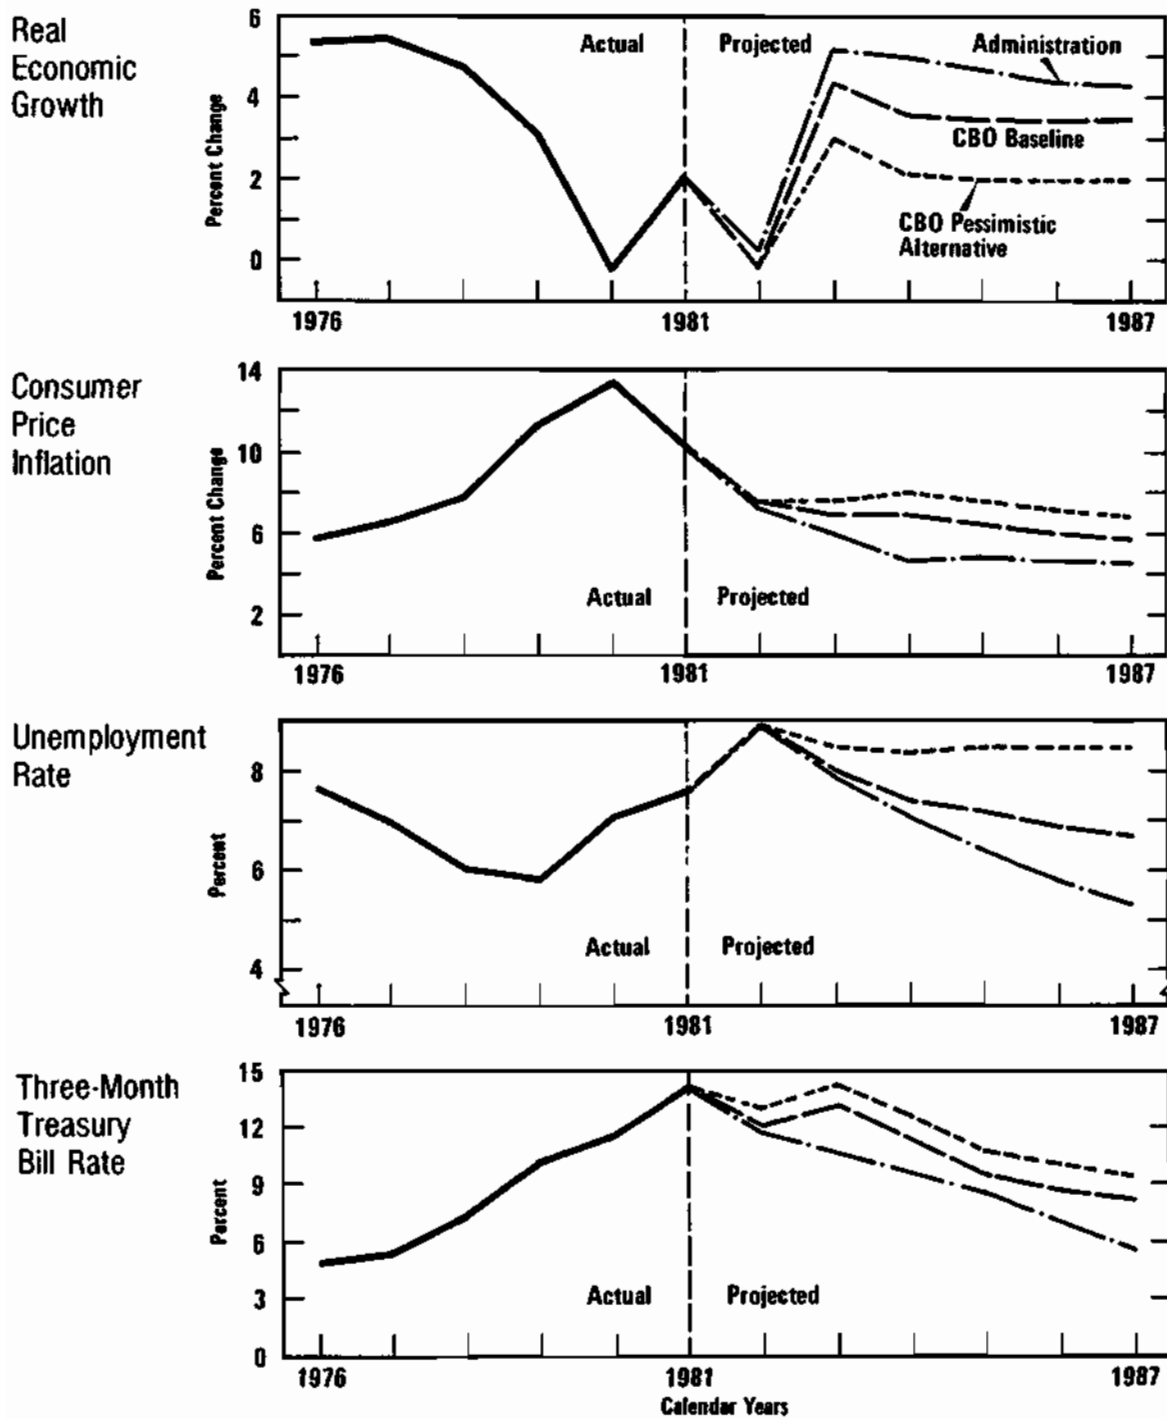 Real
Economic
Growth
Percent Change
6
4
2
0
Actual
Projected
Administration
CBO Baseline
CBO Pessimistic
Alternative
1976
1981
1987
Consumer
Price
Inflation
Percent Change
14
10
6
2
Actual
Projected
1976
1981
1987
Unemployment
Rate
Percent
8
6
4
Actual
Projected
1976
1981
1987
Three-Month
Treasury
Bill Rate
Percent
15
12
9
6
3
0
Actual
Projected
1976
1981
1987
Calendar Years